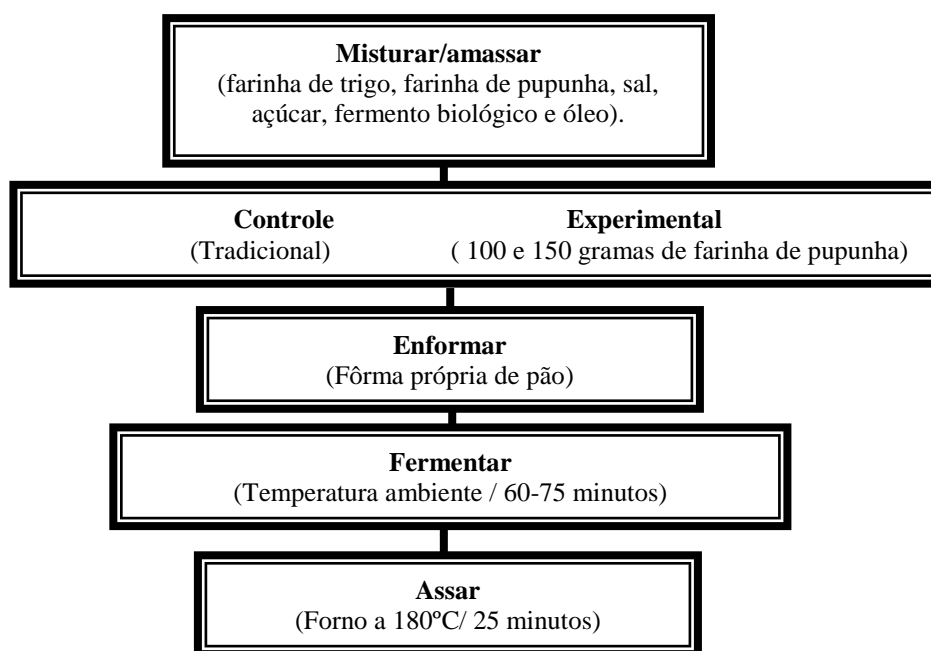 Misturar/amassar
(farinha de trigo, farinha de pupunha, sal,
açúcar, fermento biológico e óleo).
Controle Experimental
(Tradicional) ( 100 e 150 gramas de farinha de pupunha)
Enformar
(Fôrma própria de pão)
Fermentar
(Temperatura ambiente / 60-75 minutos)
Assar
(Forno a 180ºC/ 25 minutos)